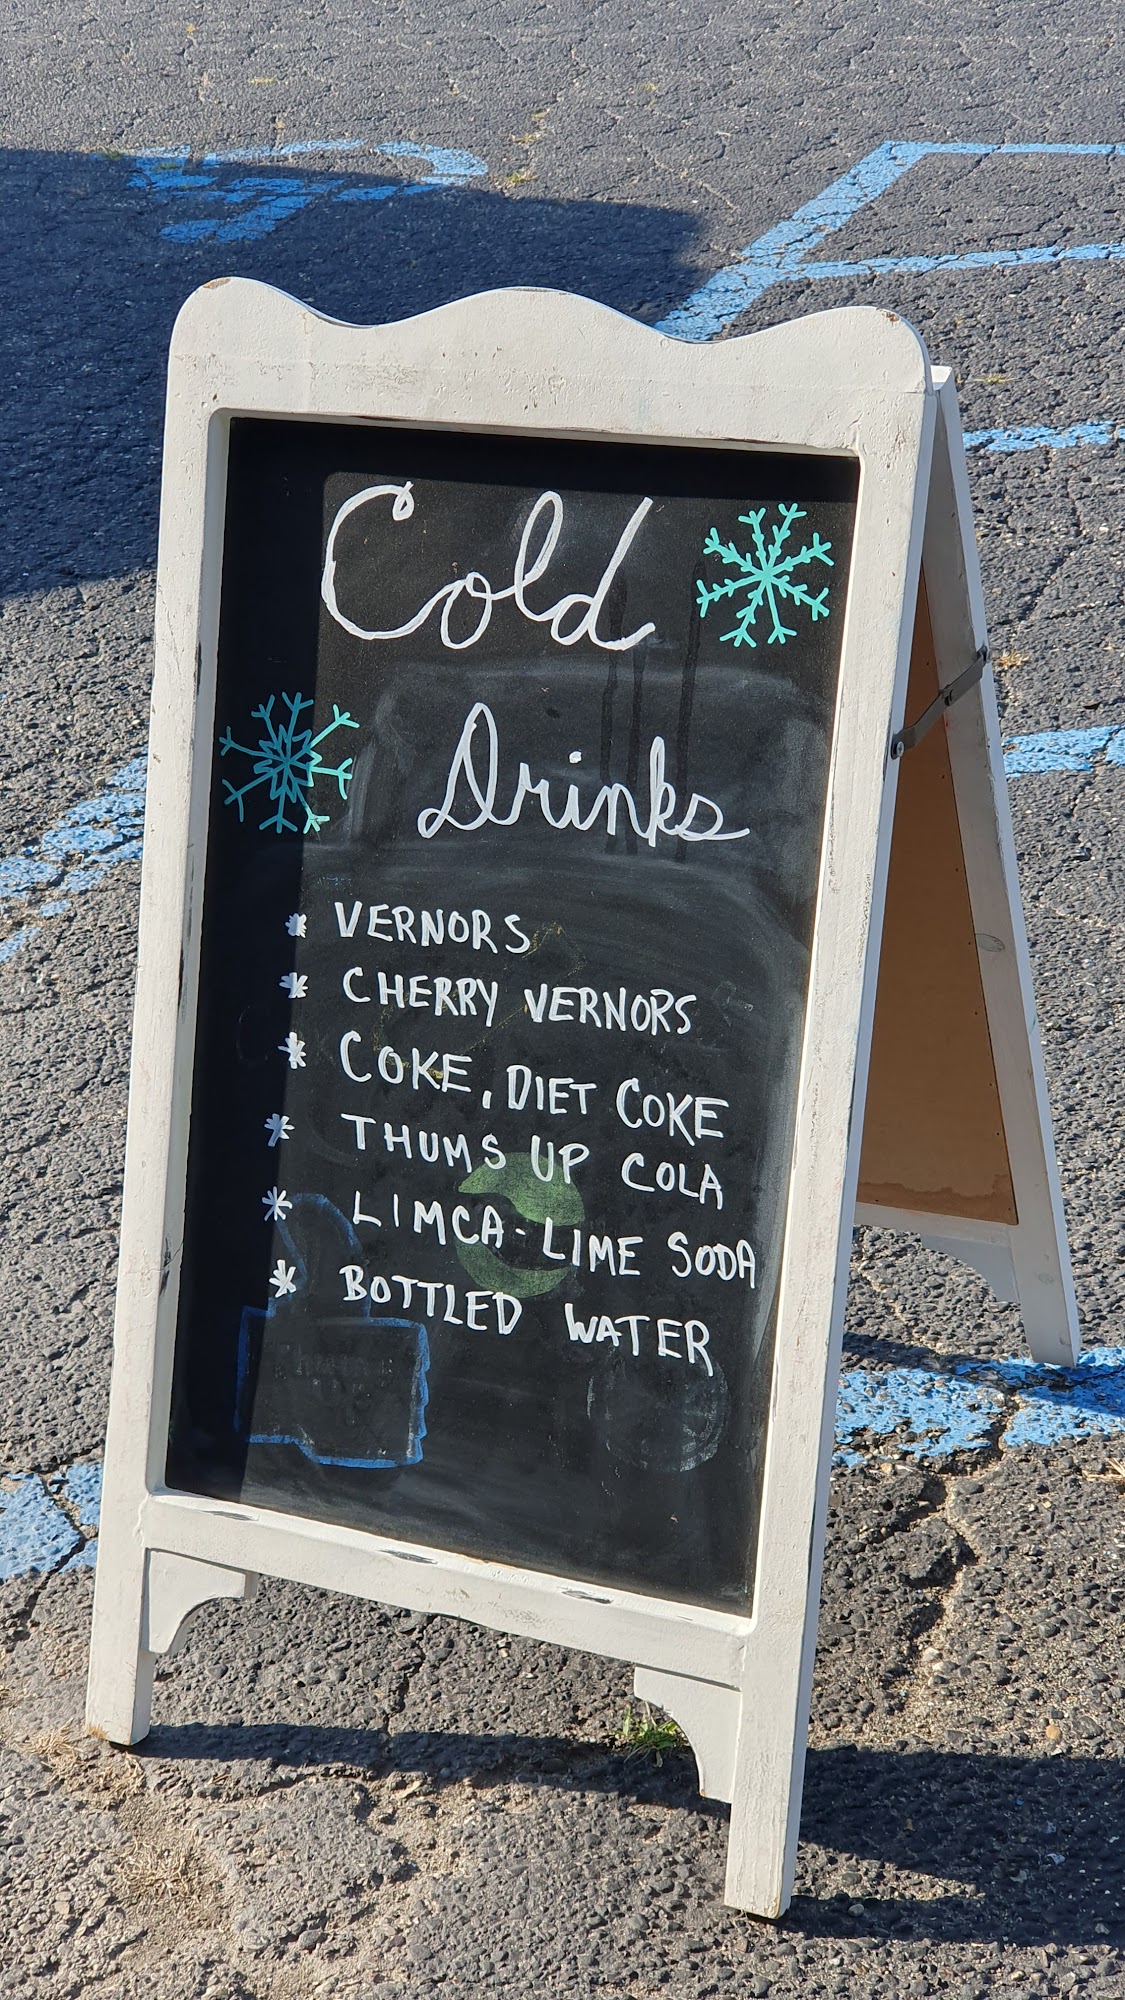 Cold
Drinks
* VERNORS
* CHERRY VERNORS
* COKE, DIET COKE
* THUMS UP COLA
* LIMCA-LIME SODA
* BOTTLED WATER